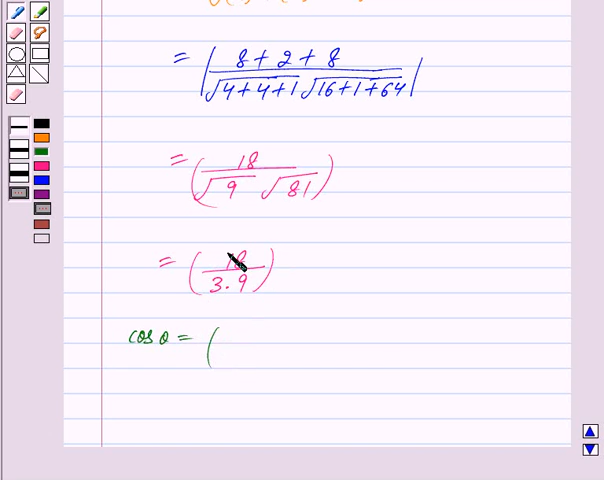 = | 8 + 2 + 8 / √4+4+1 √16+1+64 |
= ( 18 / √9 √81 )
= ( 18 / 3.9 )
cos θ = (